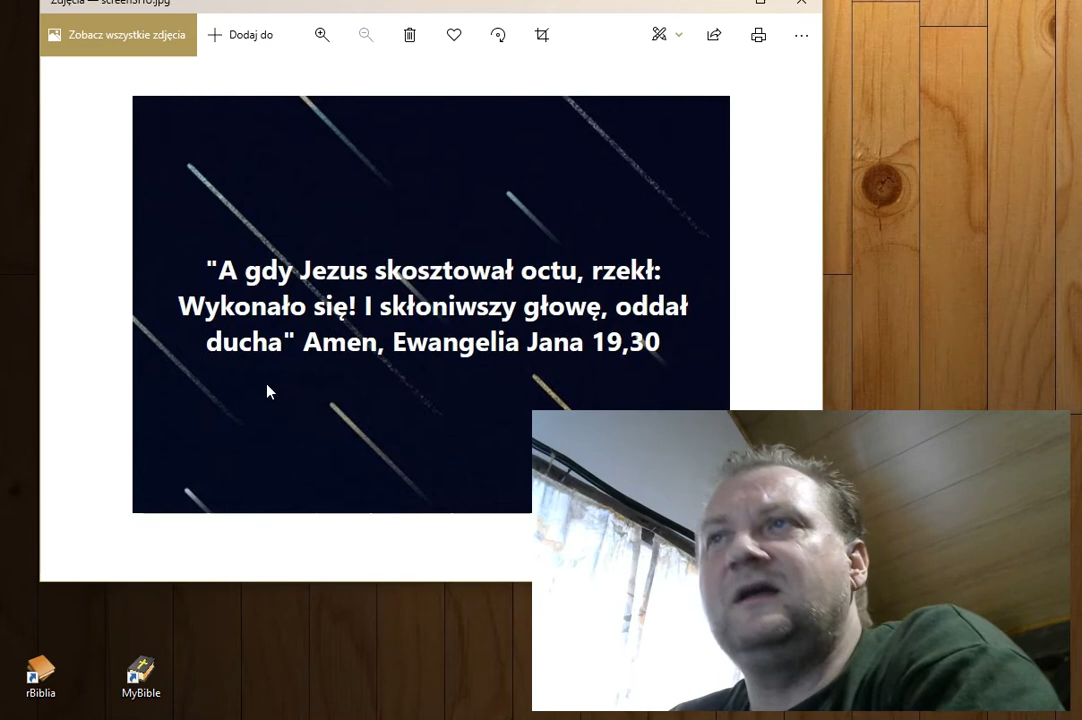 Zdjęcia — screenSH0.jpg
Zobacz wszystkie zdjęcia
Dodaj do
"A gdy Jezus skosztował octu, rzekł:
Wykonało się! I skłoniwszy głowę, oddał
ducha" Amen, Ewangelia Jana 19,30
rBiblia
MyBible